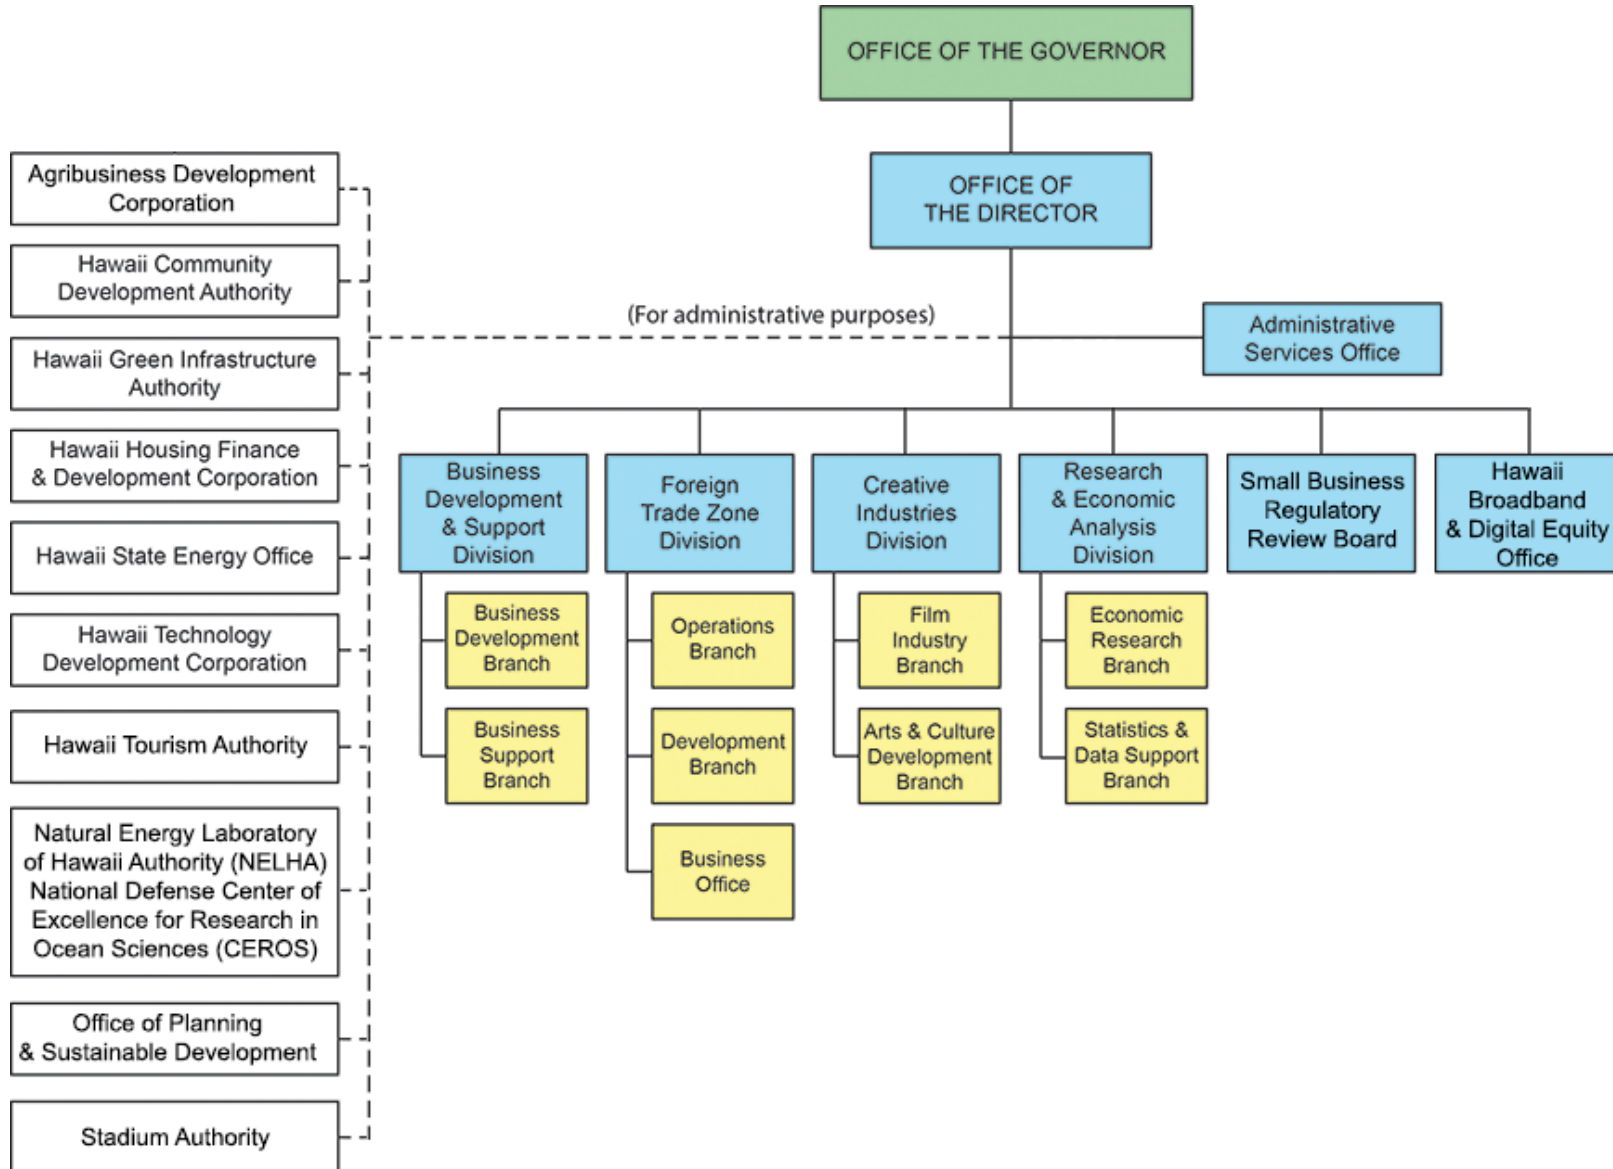 OFFICE OF THE GOVERNOR
OFFICE OF
THE DIRECTOR
(For administrative purposes)
Administrative
Services Office
Agribusiness Development
Corporation
Hawaii Community
Development Authority
Hawaii Green Infrastructure
Authority
Hawaii Housing Finance
& Development Corporation
Hawaii State Energy Office
Hawaii Technology
Development Corporation
Hawaii Tourism Authority
Natural Energy Laboratory
of Hawaii Authority (NELHA)
National Defense Center of
Excellence for Research in
Ocean Sciences (CEROS)
Office of Planning
& Sustainable Development
Stadium Authority
Business
Development
& Support
Division
Business
Development
Branch
Business
Support
Branch
Foreign
Trade Zone
Division
Operations
Branch
Development
Branch
Business
Office
Creative
Industries
Division
Film
Industry
Branch
Arts & Culture
Development
Branch
Research
& Economic
Analysis
Division
Economic
Research
Branch
Statistics &
Data Support
Branch
Small Business
Regulatory
Review Board
Hawaii
Broadband
& Digital Equity
Office